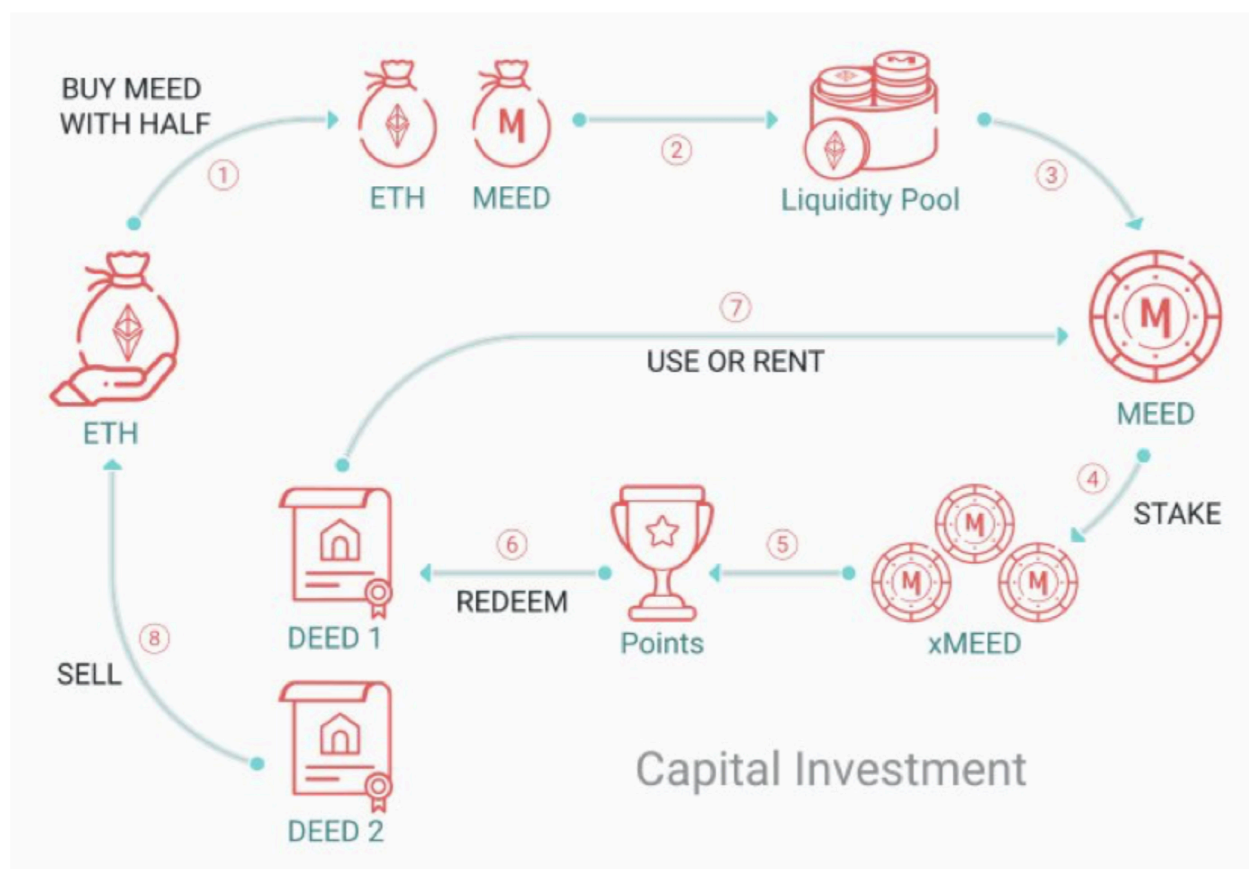 BUY MEED
WITH HALF
①
ETH
M
MEED
②
Liquidity Pool
③
ETH
⑦
USE OR RENT
M
MEED
④
STAKE
M
M
M
xMEED
⑤
Points
⑥
REDEEM
DEED 1
⑧
SELL
DEED 2
Capital Investment